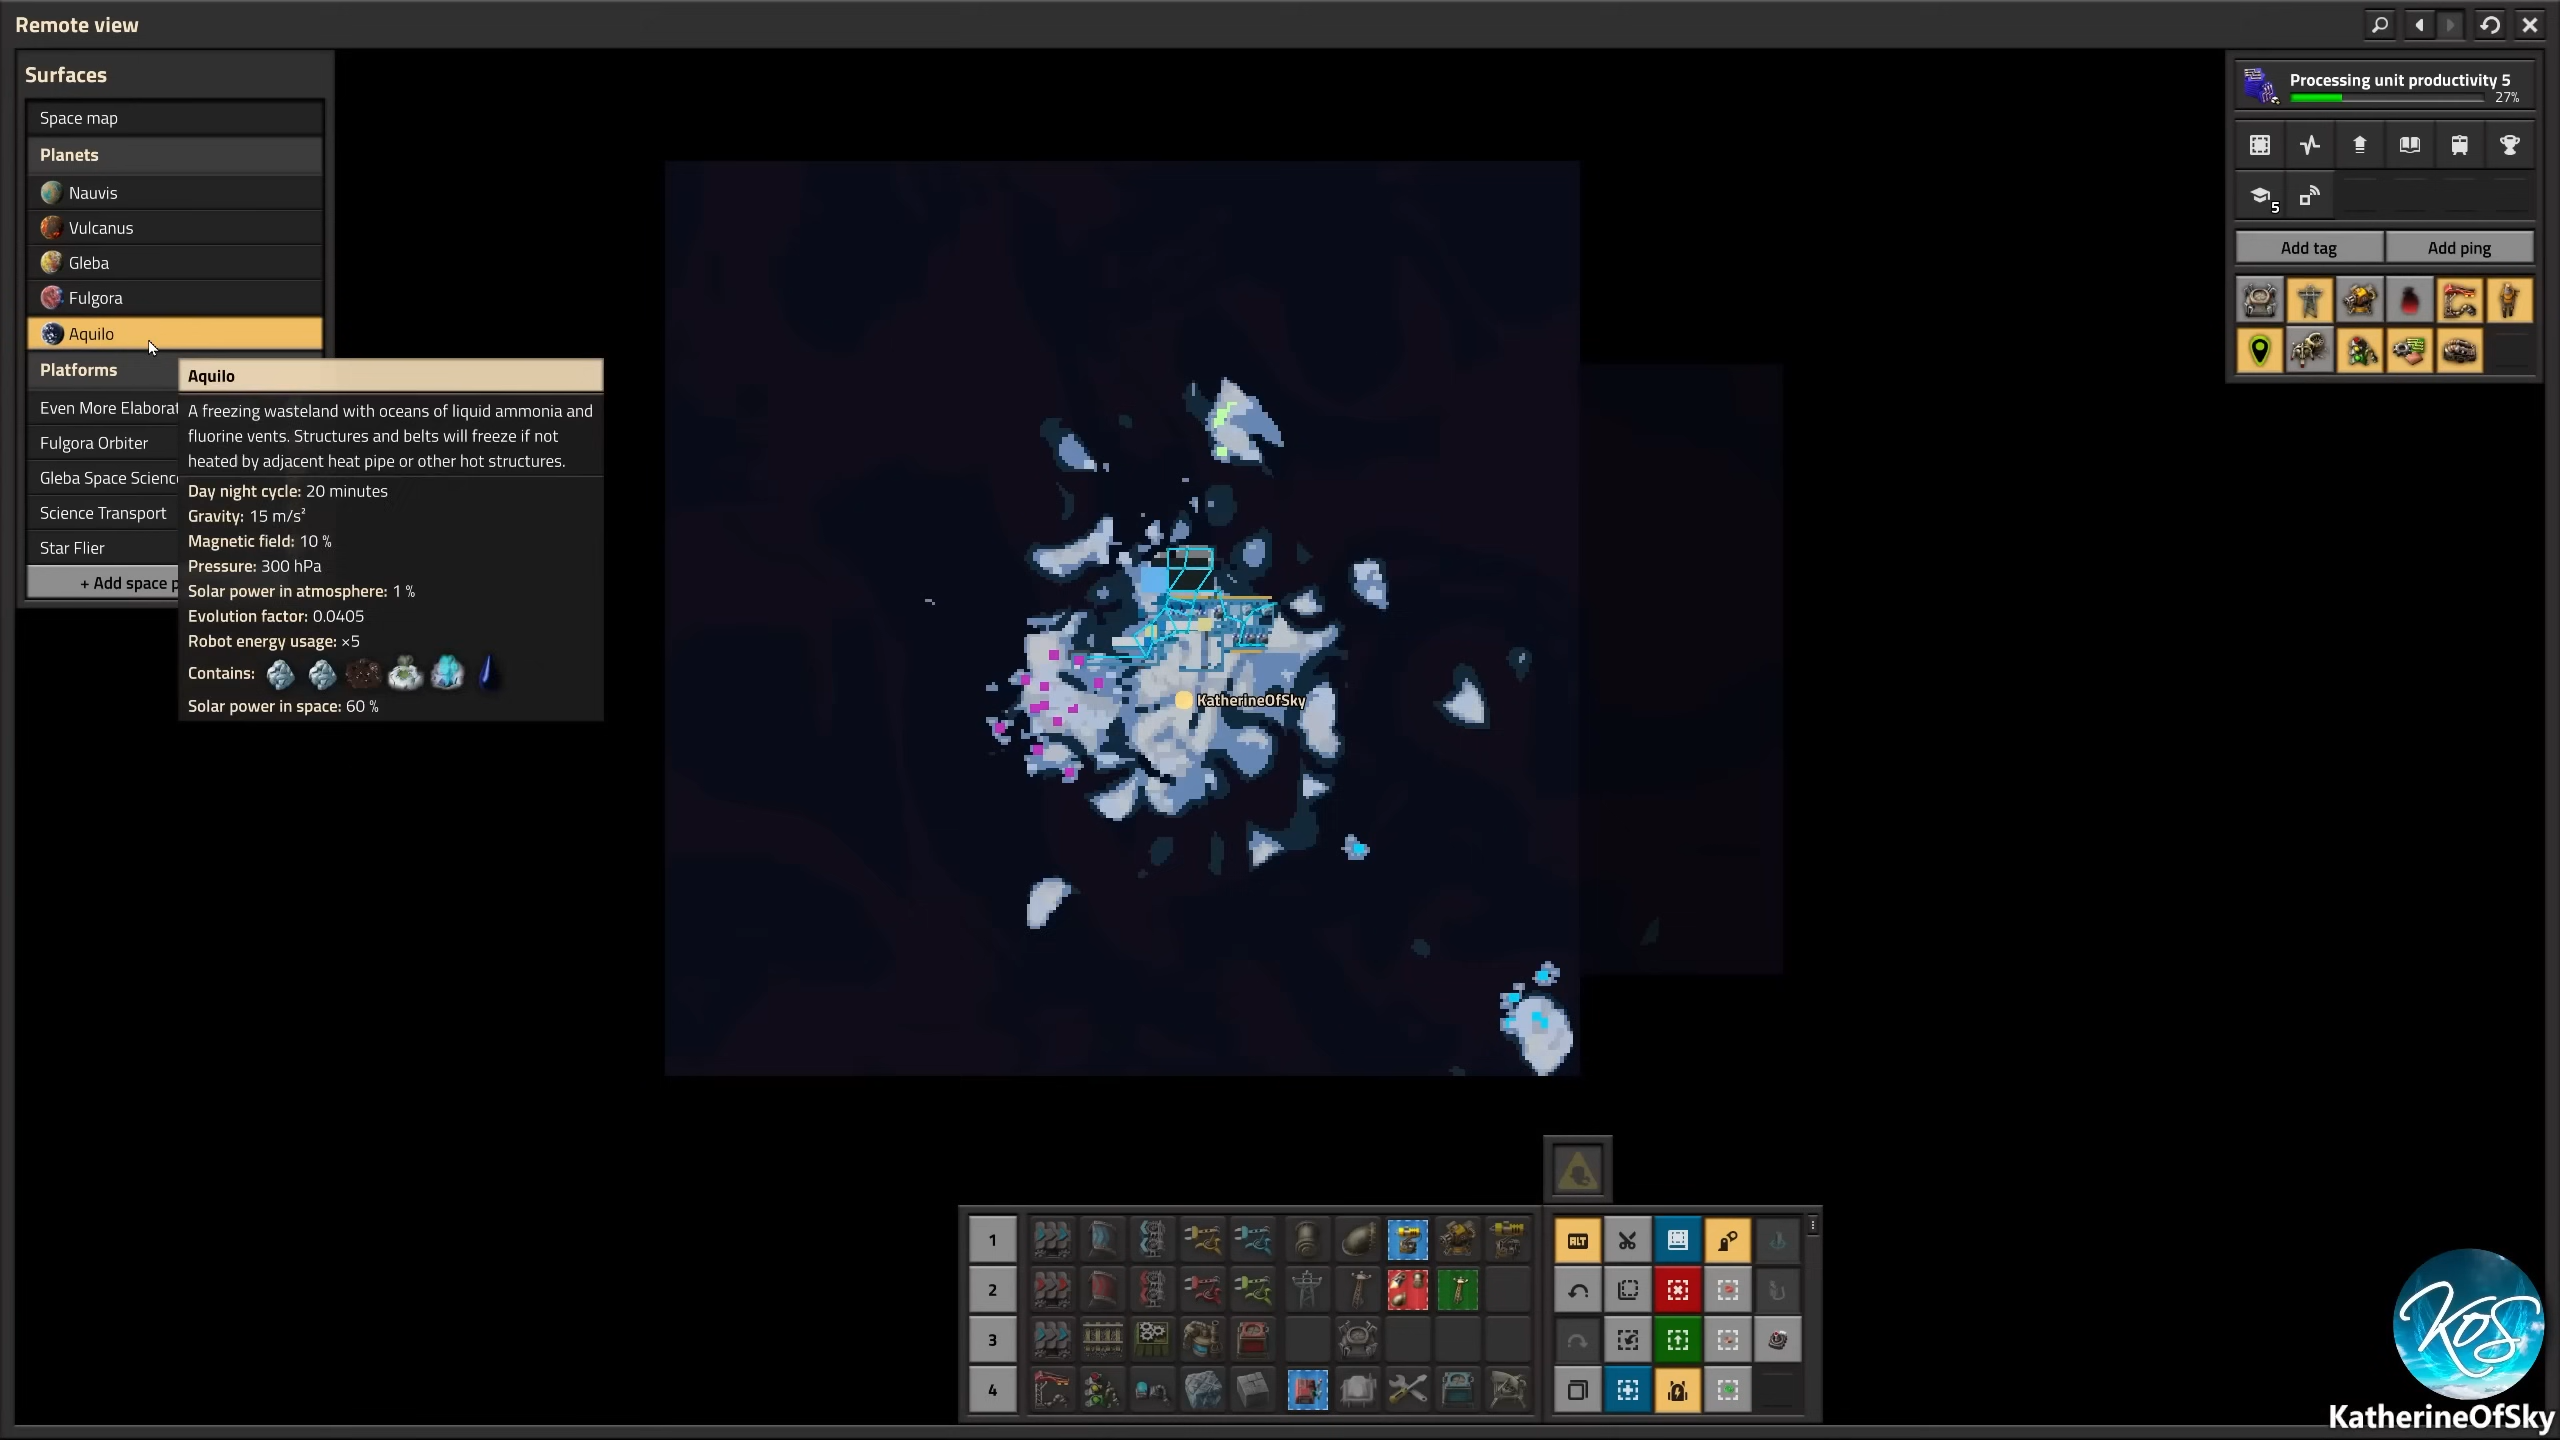 Remote view
Surfaces
Space map
Planets
Nauvis
Vulcanus
Gleba
Fulgora
Aquilo
Platforms
Even More Elaborat
Fulgora Orbiter
Gleba Space Scienc
Science Transport
Star Flier
+ Add space p
Aquilo
A freezing wasteland with oceans of liquid ammonia and
fluorine vents. Structures and belts will freeze if not
heated by adjacent heat pipe or other hot structures.
Day night cycle: 20 minutes
Gravity: 15 m/s²
Magnetic field: 10 %
Pressure: 300 hPa
Solar power in atmosphere: 1 %
Evolution factor: 0.0405
Robot energy usage: ×5
Contains:
Solar power in space: 60 %
KatherineOfSky
Processing unit productivity 5
27%
5
Add tag
Add ping
1
2
3
4
ALT
KoS
KatherineOfSky